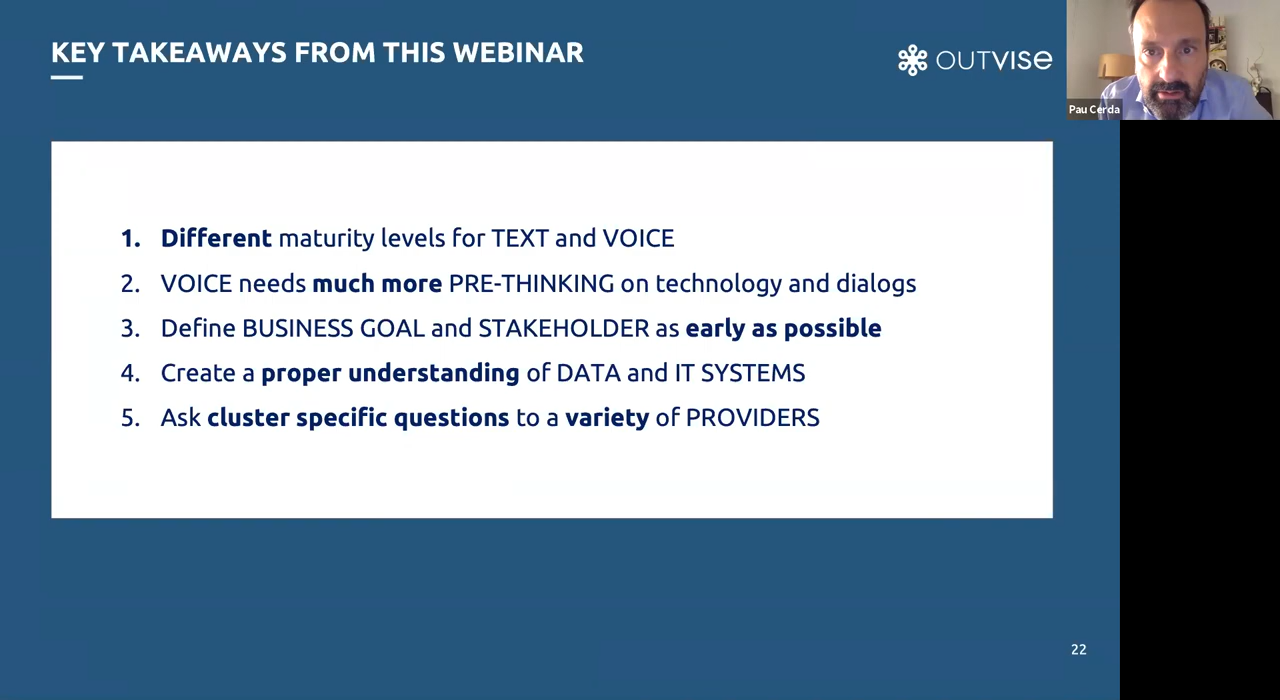 KEY TAKEAWAYS FROM THIS WEBINAR
OUTVISE
Pau Cerda
1. Different maturity levels for TEXT and VOICE
2. VOICE needs much more PRE-THINKING on technology and dialogs
3. Define BUSINESS GOAL and STAKEHOLDER as early as possible
4. Create a proper understanding of DATA and IT SYSTEMS
5. Ask cluster specific questions to a variety of PROVIDERS
22